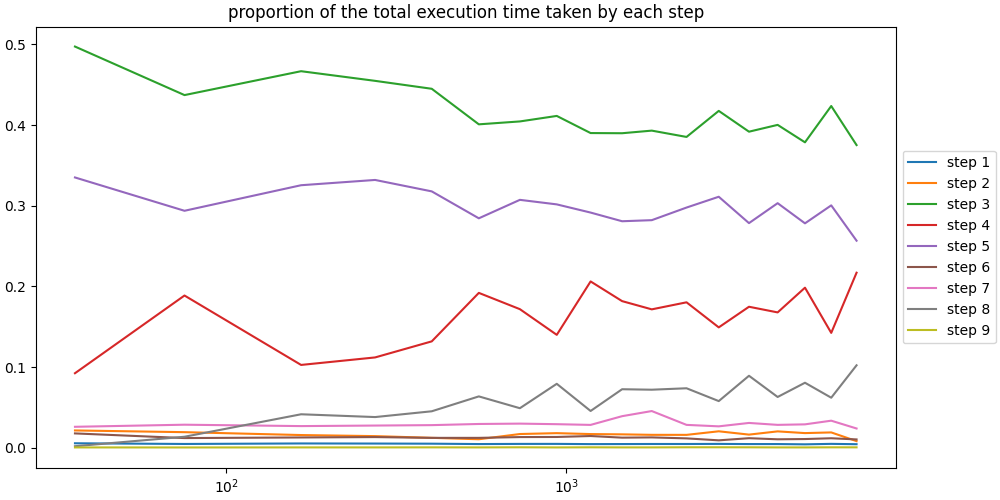 proportion of the total execution time taken by each step
0.5
0.4
0.3
0.2
0.1
0.0
10²
10³
step 1
step 2
step 3
step 4
step 5
step 6
step 7
step 8
step 9